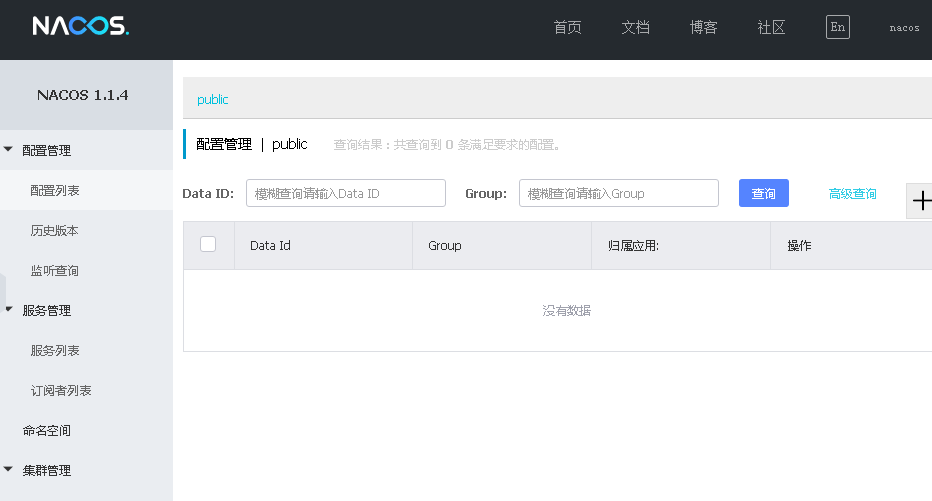 NACOS.
首页 文档 博客 社区 En nacos
NACOS 1.1.4
配置管理
配置列表
历史版本
监听查询
服务管理
服务列表
订阅者列表
命名空间
集群管理
public
配置管理 | public 查询结果：共查询到 0 条满足要求的配置。
Data ID: 模糊查询请输入Data ID Group: 模糊查询请输入Group 查询 高级查询
Data Id Group 归属应用: 操作
没有数据